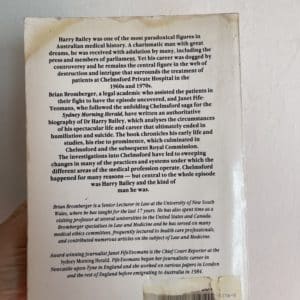 Harry Bailey was one of the most paradoxical figures in
Australian medical history. A charismatic man with great
dreams, he was received with adulation by many, including the
press and members of parliament. Yet his career was dogged by
controversy and he remains the central figure in the web of
destruction and intrigue that surrounds the treatment of
patients at Chelmsford Private Hospital in the
1960s and 1970s.
Brian Bromberger, a legal academic who assisted the patients in
their fight to have the episode uncovered, and Janet Fife-
Yeomans, who followed the unfolding Chelmsford saga for the
Sydney Morning Herald, have written an authoritative
biography of Dr Harry Bailey, which analyses the circumstances
of his spectacular life and career that ultimately ended in
humiliation and suicide. The book chronicles his early life and
studies, his rise to prominence, which culminated in
Chelmsford and the subsequent Royal Commission.
The investigations into Chelmsford have led to sweeping
changes in many of the practices and systems under which the
different areas of the medical profession operate. Chelmsford
happened for many reasons — but central to the whole episode
was Harry Bailey and the kind of
man he was.
Brian Bromberger is a Senior Lecturer in Law at the University of New South
Wales, where he has taught for the last 17 years. He has also spent time as a
visiting professor at several universities in the United States and Canada.
Bromberger specialises in Law and Medicine and he has served on many
medical ethics committees, frequently lectured to health care professionals,
and contributed numerous articles on the subject of Law and Medicine.
Award winning journalist Janet Fife-Yeomans is the Chief Court Reporter at the
Sydney Morning Herald. Fife-Yeomans began her journalistic career in
Newcastle upon Tyne in England and she worked on various papers in London
and the rest of England before emigrating to Australia in 1984.